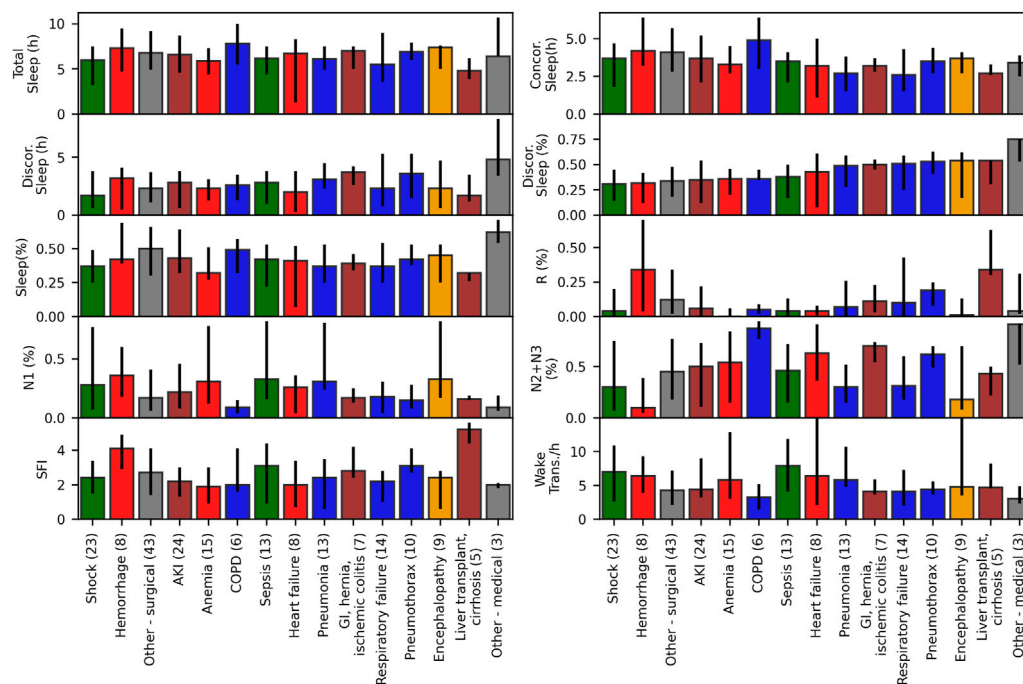 Total
Sleep (h)
10
5
0
Discor.
Sleep (h)
5
0
Sleep(%)
0.50
0.25
0.00
N1 (%)
0.5
0.0
SFI
4
2
0
Shock (23)
Hemorrhage (8)
Other - surgical (43)
AKI (24)
Anemia (15)
COPD (6)
Sepsis (13)
Heart failure (8)
Pneumonia (13)
GI, hernia,
ischemic colitis (7)
Respiratory failure (14)
Pneumothorax (10)
Encephalopathy (9)
Liver transplant,
cirrhosis (5)
Other - medical (3)
Concor.
Sleep(h)
5.0
2.5
0.0
Discor.
Sleep (%)
0.75
0.50
0.25
0.00
R (%)
0.50
0.25
0.00
N2+N3
(%)
0.5
0.0
Wake
Trans./h
10
5
0
Shock (23)
Hemorrhage (8)
Other - surgical (43)
AKI (24)
Anemia (15)
COPD (6)
Sepsis (13)
Heart failure (8)
Pneumonia (13)
GI, hernia,
ischemic colitis (7)
Respiratory failure (14)
Pneumothorax (10)
Encephalopathy (9)
Liver transplant,
cirrhosis (5)
Other - medical (3)